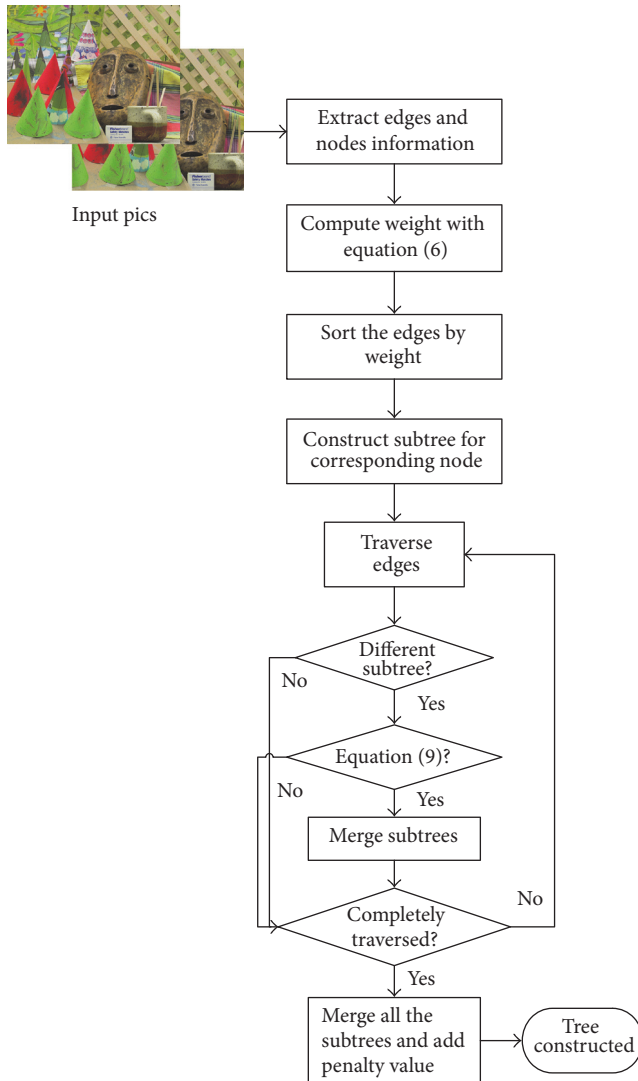 Input pics
Extract edges and
nodes information
Compute weight with
equation (6)
Sort the edges by
weight
Construct subtree for
corresponding node
Traverse
edges
Different
subtree?
No
Yes
Equation (9)?
No
Yes
Merge subtrees
Completely
traversed?
No
Yes
Merge all the
subtrees and add
penalty value
Tree
constructed